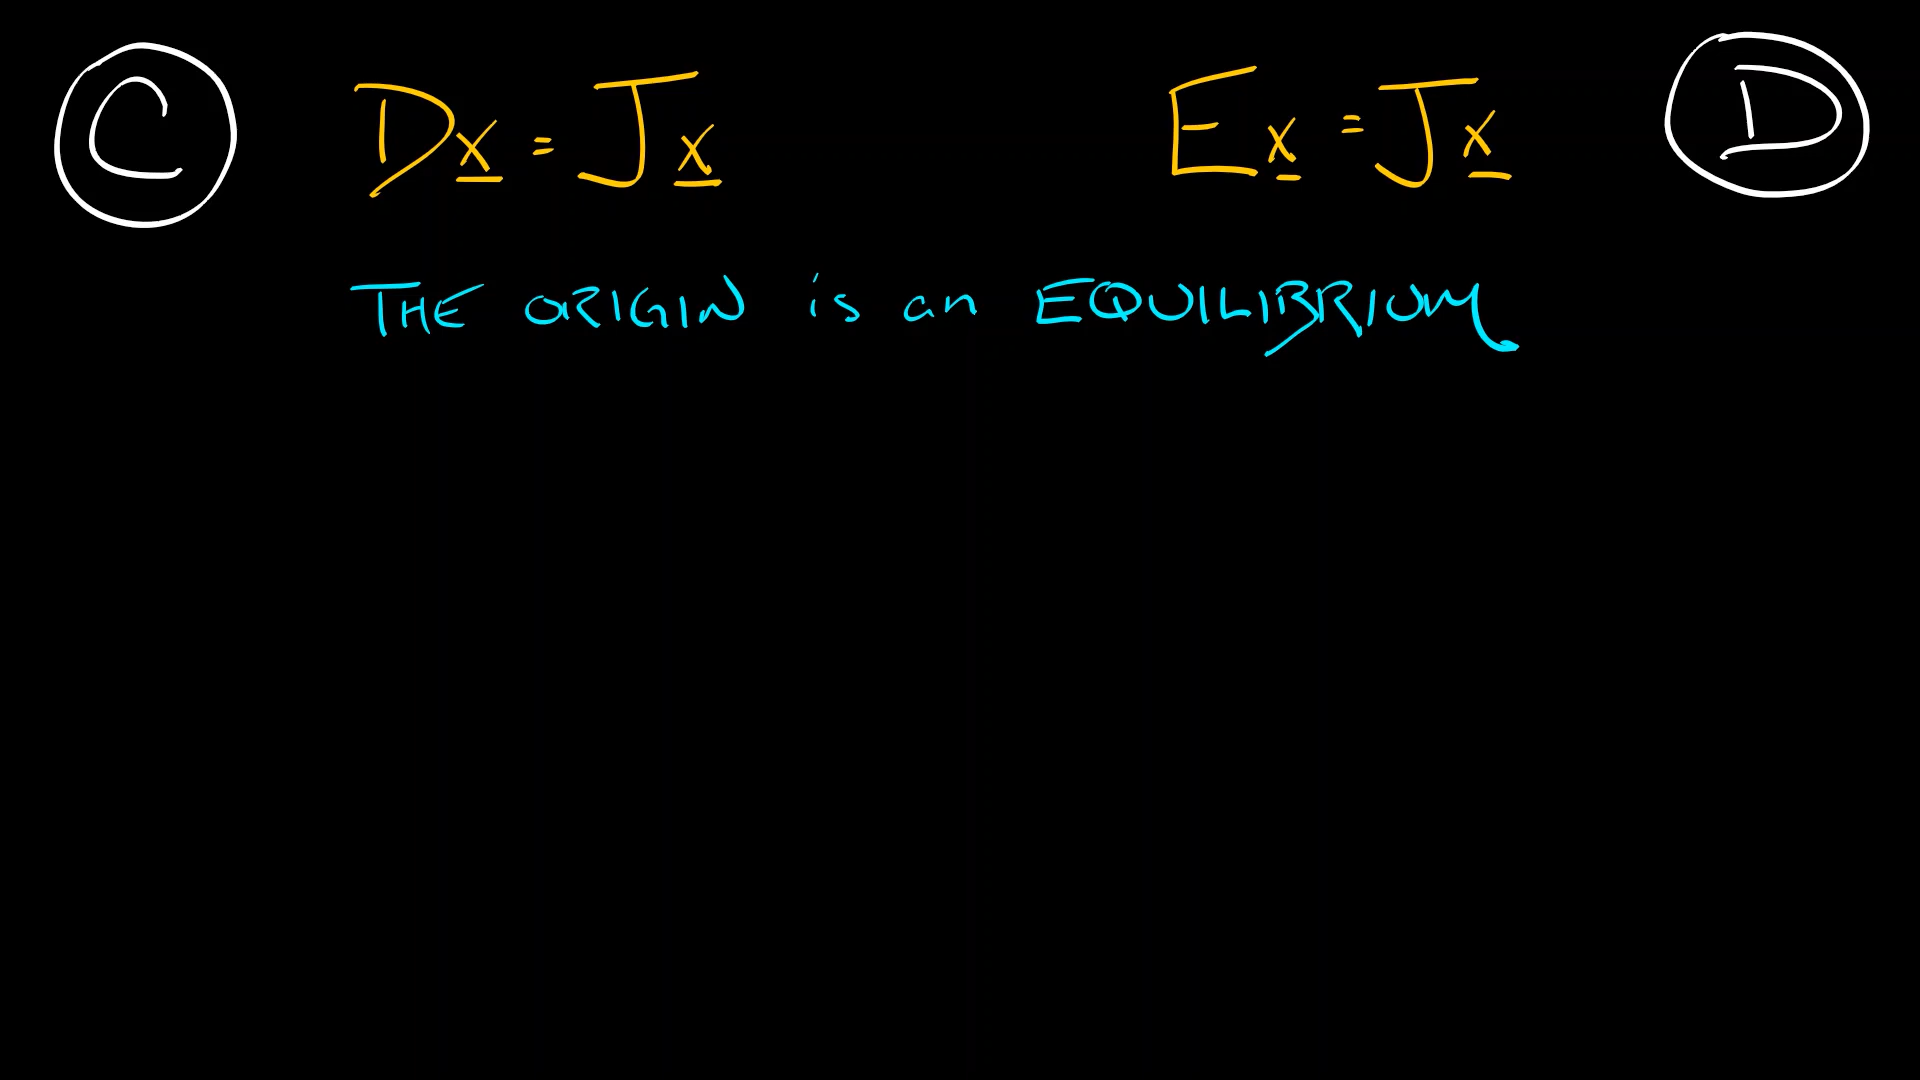 C Dx = Jx Ex = Jx D
THE ORIGIN is an EQUILIBRIUM